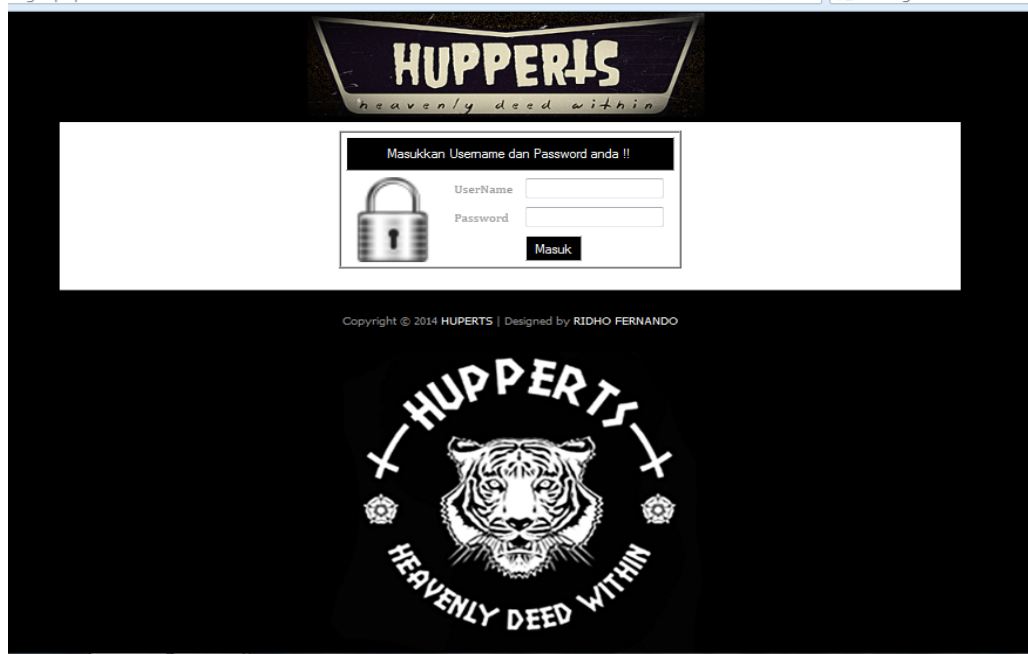 HUPPERTS
heavenly deed within
Masukkan Username dan Password anda !!
UserName
Password
Masuk
Copyright © 2014 HUPERTS | Designed by RIDHO FERNANDO
HUPPERTS
HEAVENLY DEED WITHIN